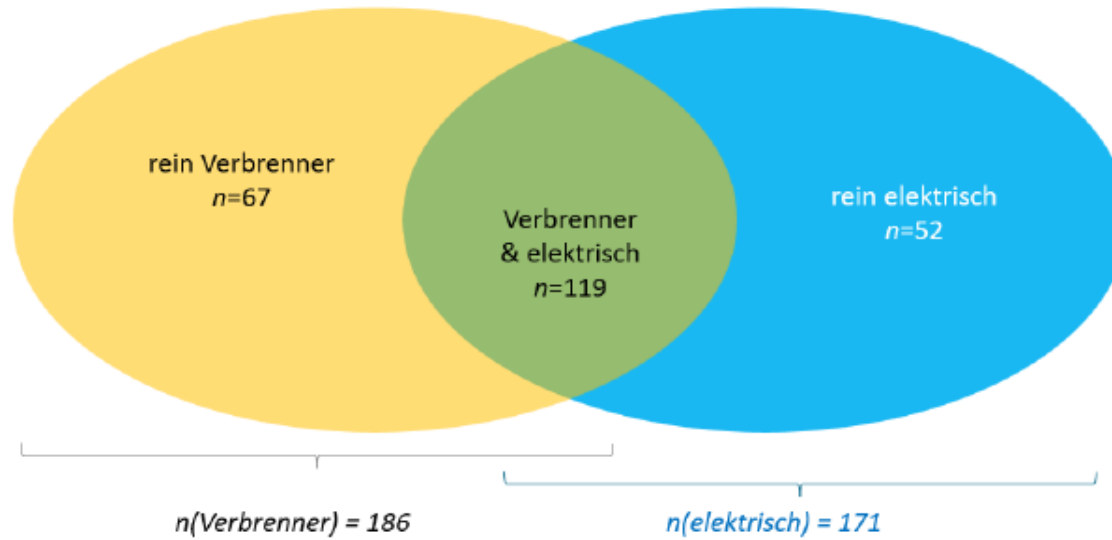 rein Verbrenner
n=67
Verbrenner
& elektrisch
n=119
rein elektrisch
n=52
n(Verbrenner) = 186
n(elektrisch) = 171